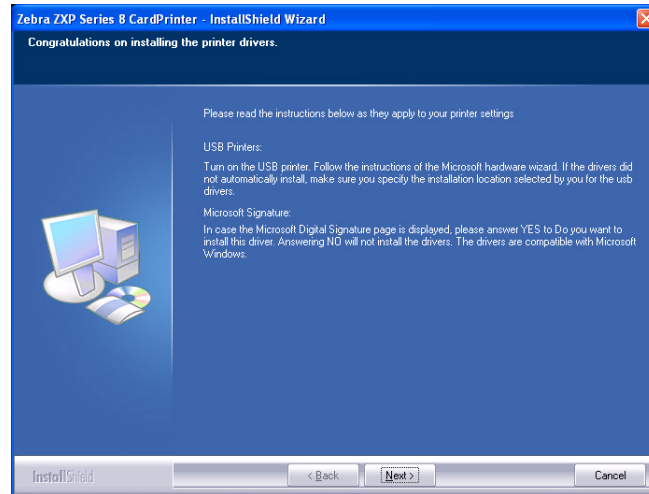 Zebra ZXP Series 8 CardPrinter - InstallShield Wizard
Congratulations on installing the printer drivers.
Please read the instructions below as they apply to your printer settings
USB Printers:
Turn on the USB printer. Follow the instructions of the Microsoft hardware wizard. If the drivers did
not automatically install, make sure you specify the installation location selected by you for the usb
drivers.
Microsoft Signature:
In case the Microsoft Digital Signature page is displayed, please answer YES to Do you want to
install this driver. Answering NO will not install the drivers. The drivers are compatible with Microsoft
Windows.
InstallShield
< Back
Next >
Cancel